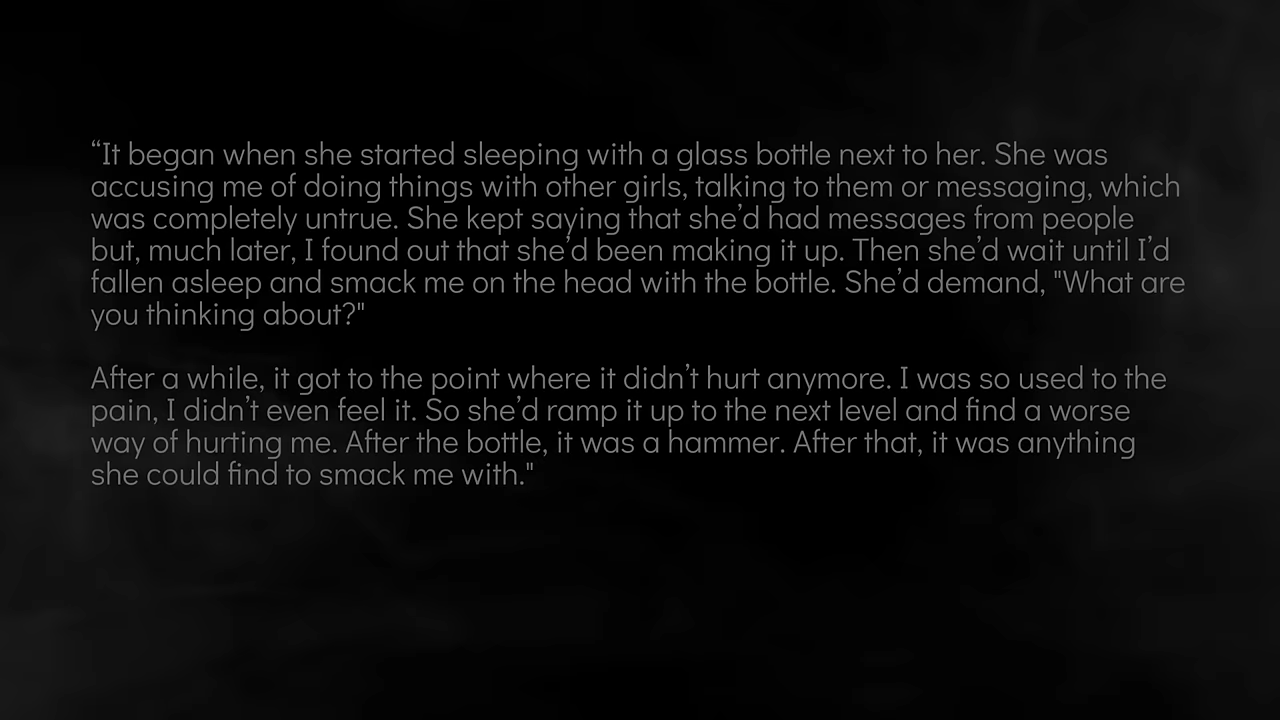 “It began when she started sleeping with a glass bottle next to her. She was
accusing me of doing things with other girls, talking to them or messaging, which
was completely untrue. She kept saying that she’d had messages from people
but, much later, I found out that she’d been making it up. Then she’d wait until I’d
fallen asleep and smack me on the head with the bottle. She’d demand, "What are
you thinking about?"
After a while, it got to the point where it didn’t hurt anymore. I was so used to the
pain, I didn’t even feel it. So she’d ramp it up to the next level and find a worse
way of hurting me. After the bottle, it was a hammer. After that, it was anything
she could find to smack me with."